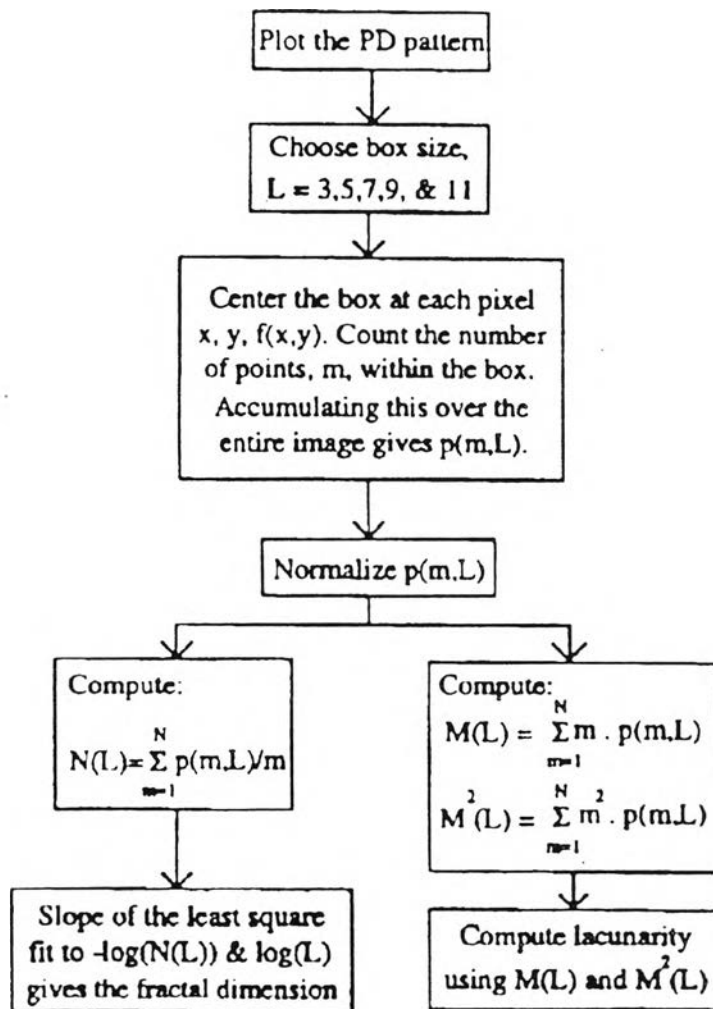 Plot the PD pattern
Choose box size,
L = 3,5,7,9, & 11
Center the box at each pixel
x, y, f(x,y). Count the number
of points, m, within the box.
Accumulating this over the
entire image gives p(m,L).
Normalize p(m,L)
Compute:
N(L)= N Σ m=1 p(m,L)/m
Slope of the least square
fit to -log(N(L)) & log(L)
gives the fractal dimension
Compute:
M(L) = N Σ m=1 m . p(m,L)
M²(L) = N Σ m=1 m² . p(m,L)
Compute lacunarity
using M(L) and M²(L)